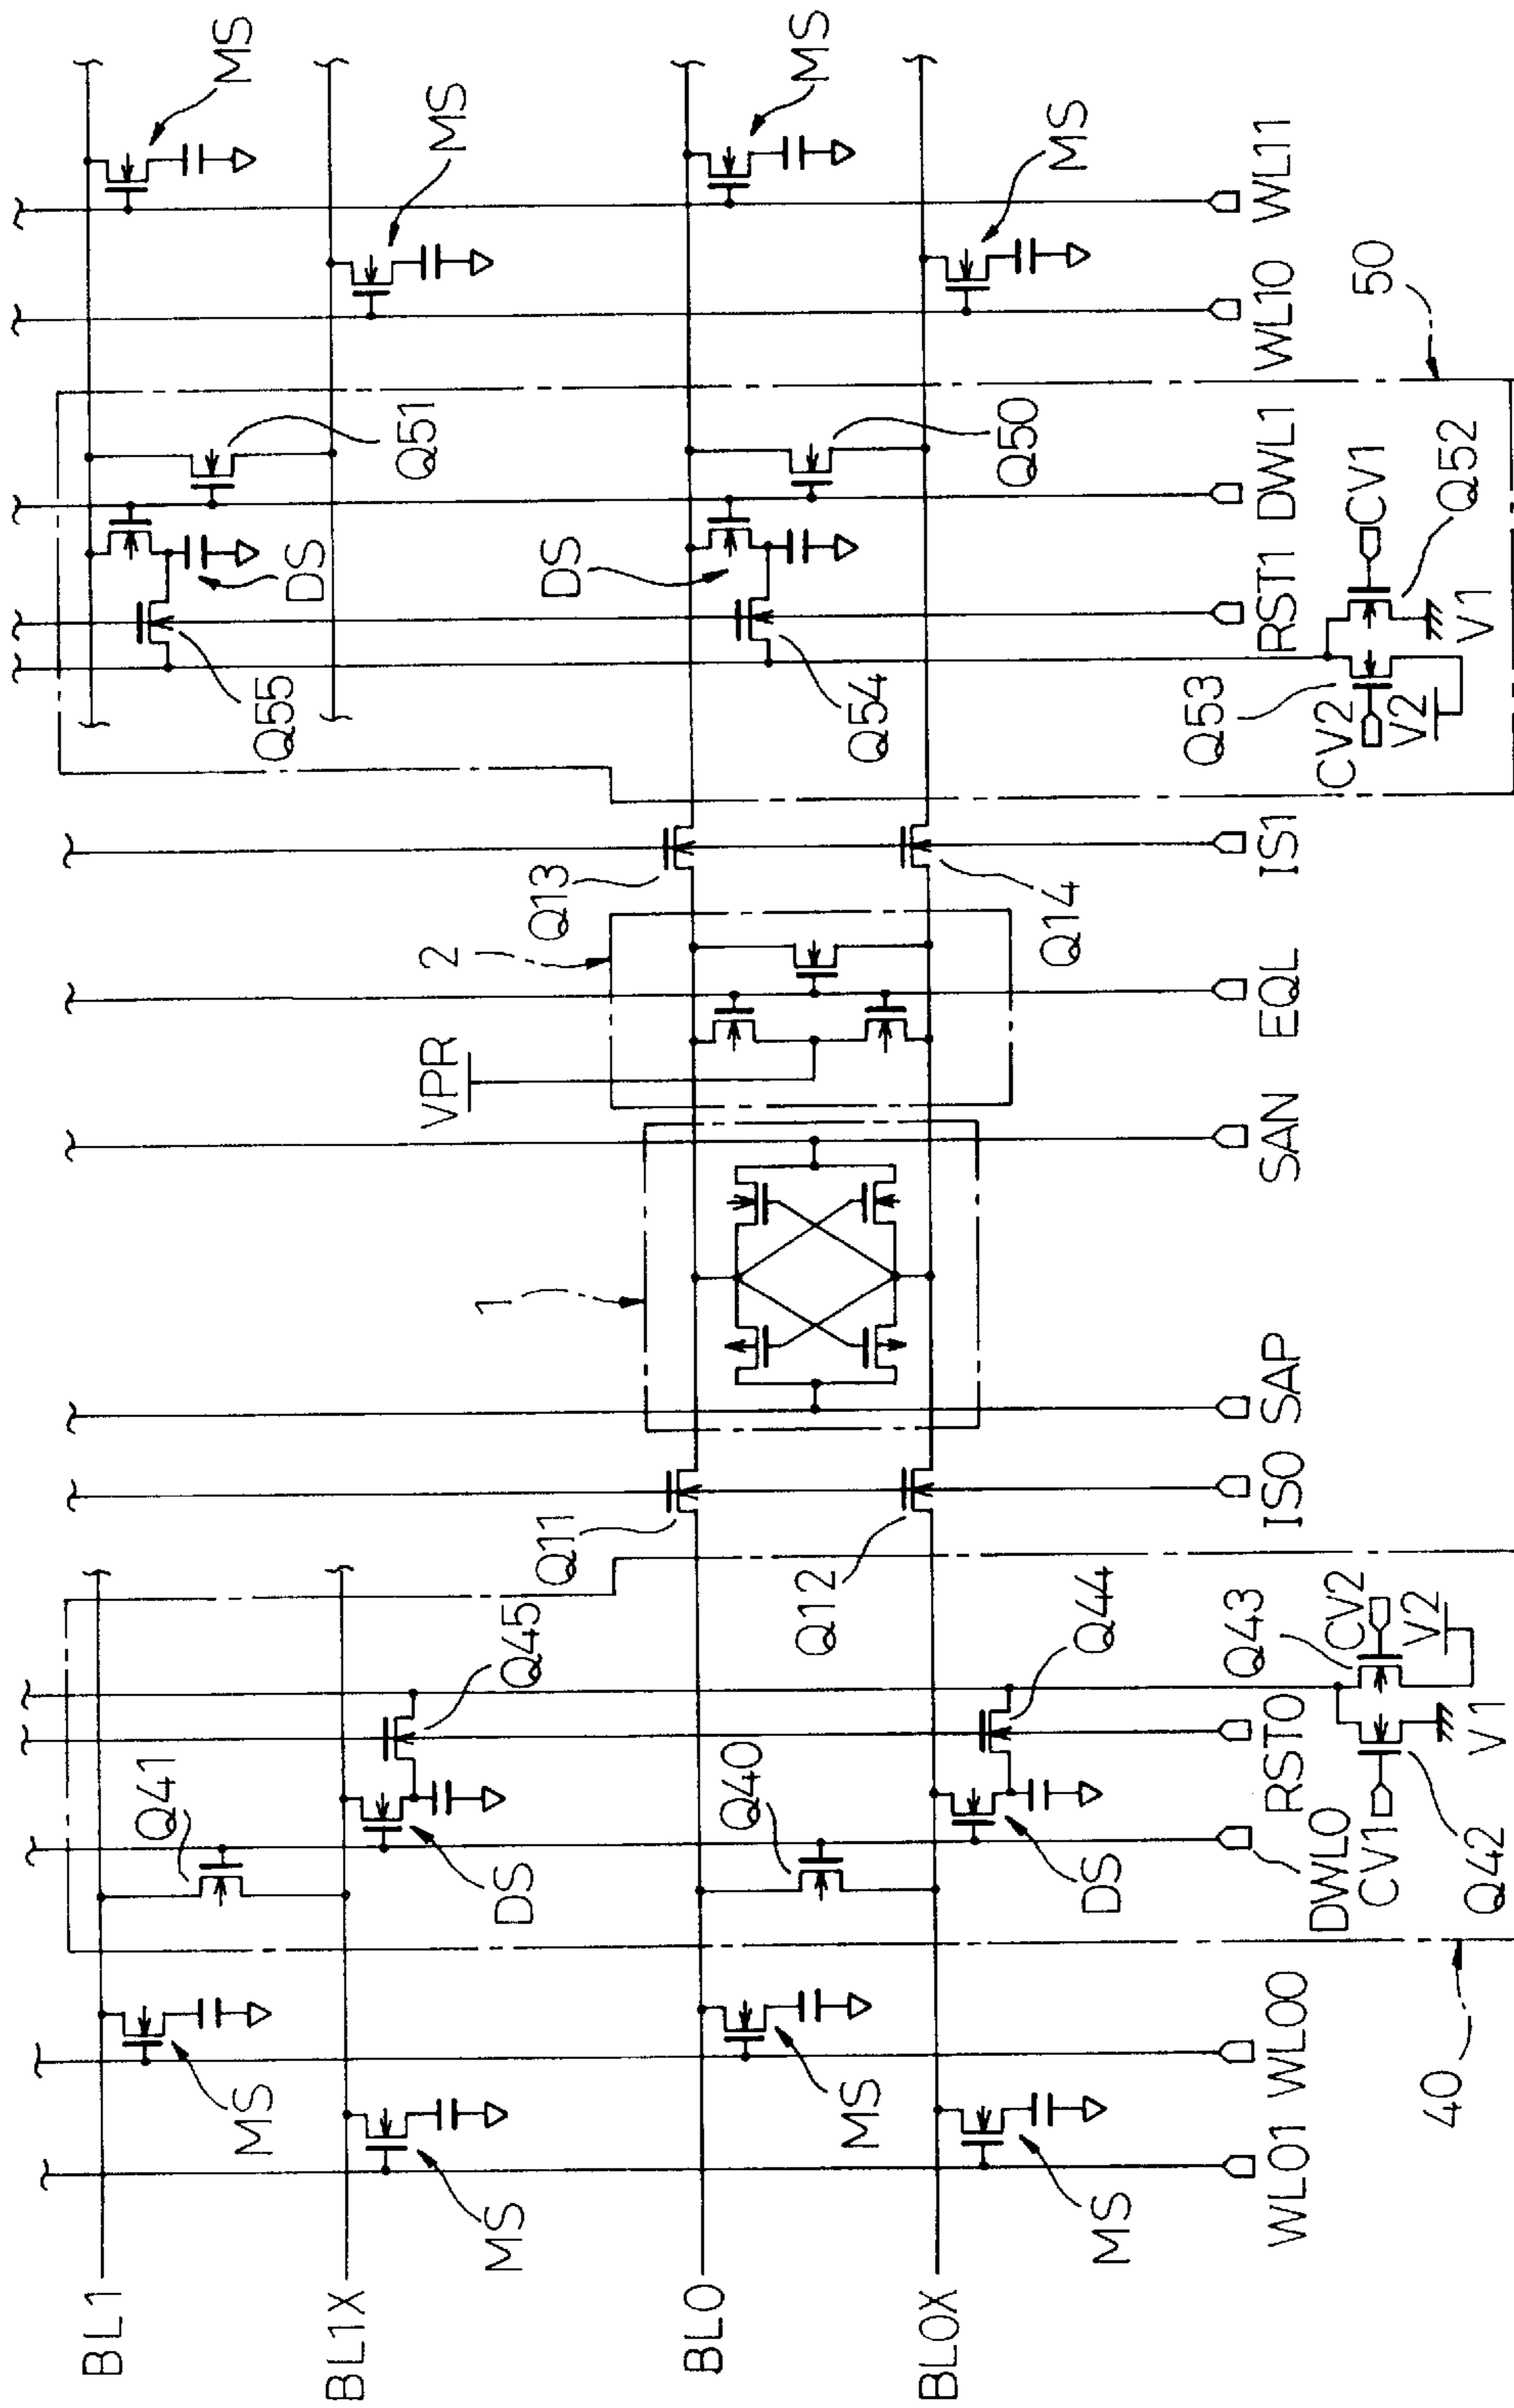 BL1
BL1X
BL0
BL0X
MS
MS
MS
MS
WL01
WL00
40
Q41
DS
Q45
Q40
DS
Q44
DWL0
RST0
CV1
Q42
V1
Q43
CV2
V2
Q11
Q12
IS0
1
SAP
SAN
VPR
2
EQL
Q13
Q14
IS1
Q55
DS
Q51
Q54
DS
Q50
RST1
DWL1
Q53
CV2
V2
CV1
Q52
V1
50
MS
MS
MS
MS
WL10
WL11